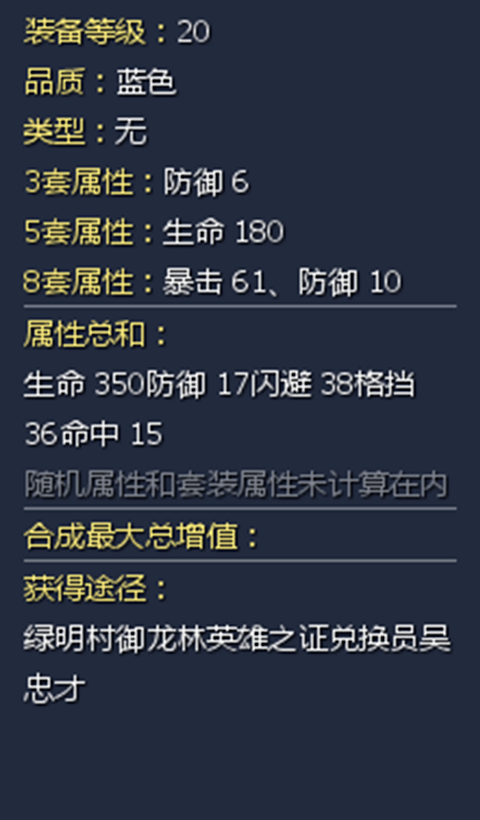 装备等级：20
品质：蓝色
类型：无
3套属性：防御 6
5套属性：生命 180
8套属性：暴击 61、防御 10
属性总和：
生命 350防御 17闪避 38格挡
36命中 15
随机属性和套装属性未计算在内
合成最大总增值：
获得途径：
绿明村御龙林英雄之证兑换员吴
忠才